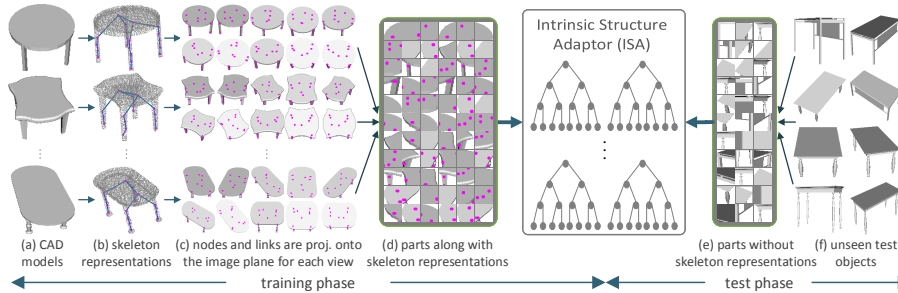 Intrinsic Structure
Adaptor (ISA)
(a) CAD
models
(b) skeleton
representations
(c) nodes and links are proj. onto
the image plane for each view
(d) parts along with
skeleton representations
(e) parts without
skeleton representations
(f) unseen test
objects
training phase
test phase